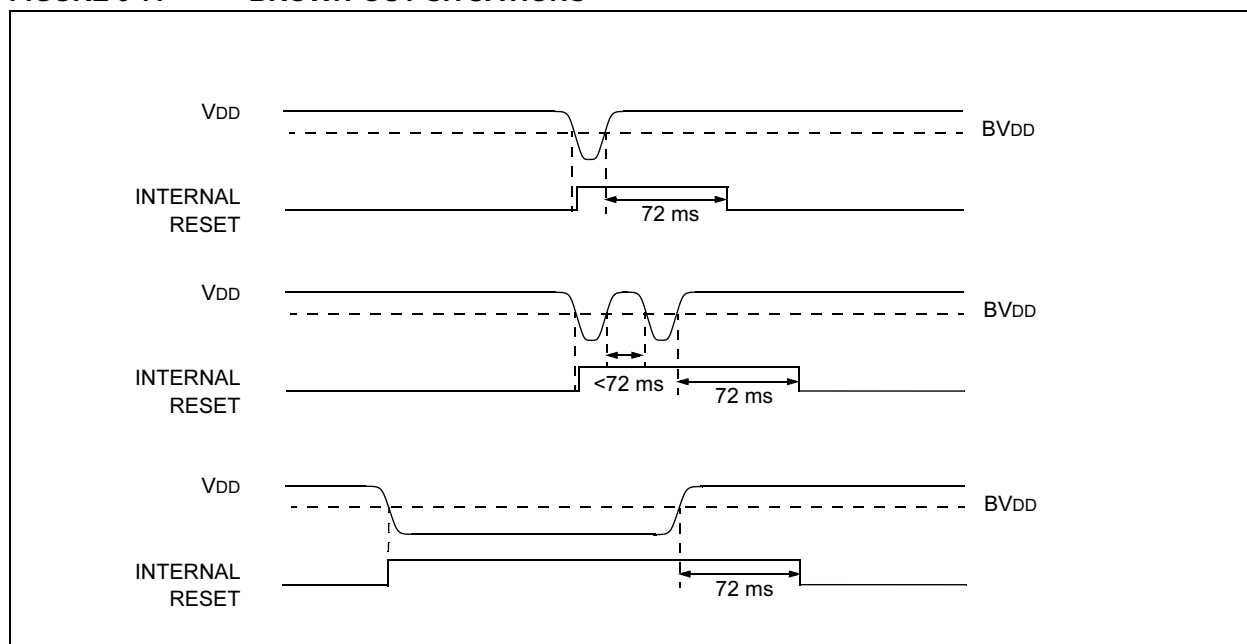 VDD
BVDD
INTERNAL
RESET
72 ms
VDD
BVDD
INTERNAL
RESET
<72 ms
72 ms
VDD
BVDD
INTERNAL
RESET
72 ms